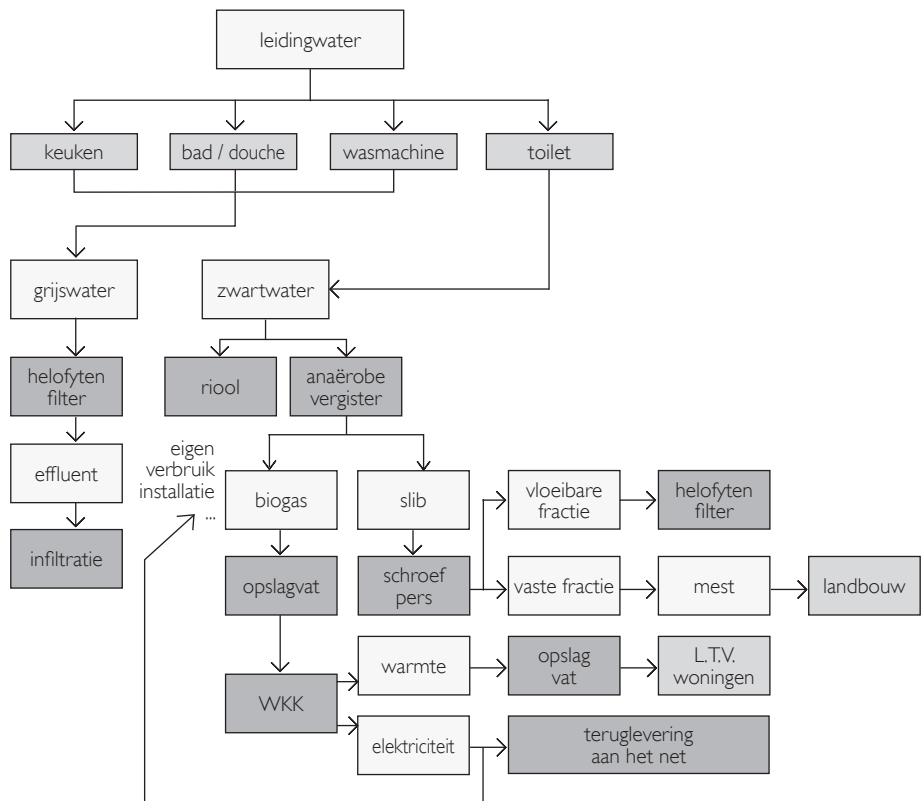 leidingwater
keuken
bad / douche
wasmachine
toilet
grijswater
zwartwater
helofyten
filter
riool
anaërobe
vergister
effluent
eigen
verbruik
installatie
...
biogas
slib
vloeibare
fractie
helofyten
filter
infiltratie
opslagvat
schroef
pers
vaste fractie
mest
landbouw
WKK
warmte
opslag
vat
L.T.V.
woningen
elektriciteit
teruglevering
aan het net